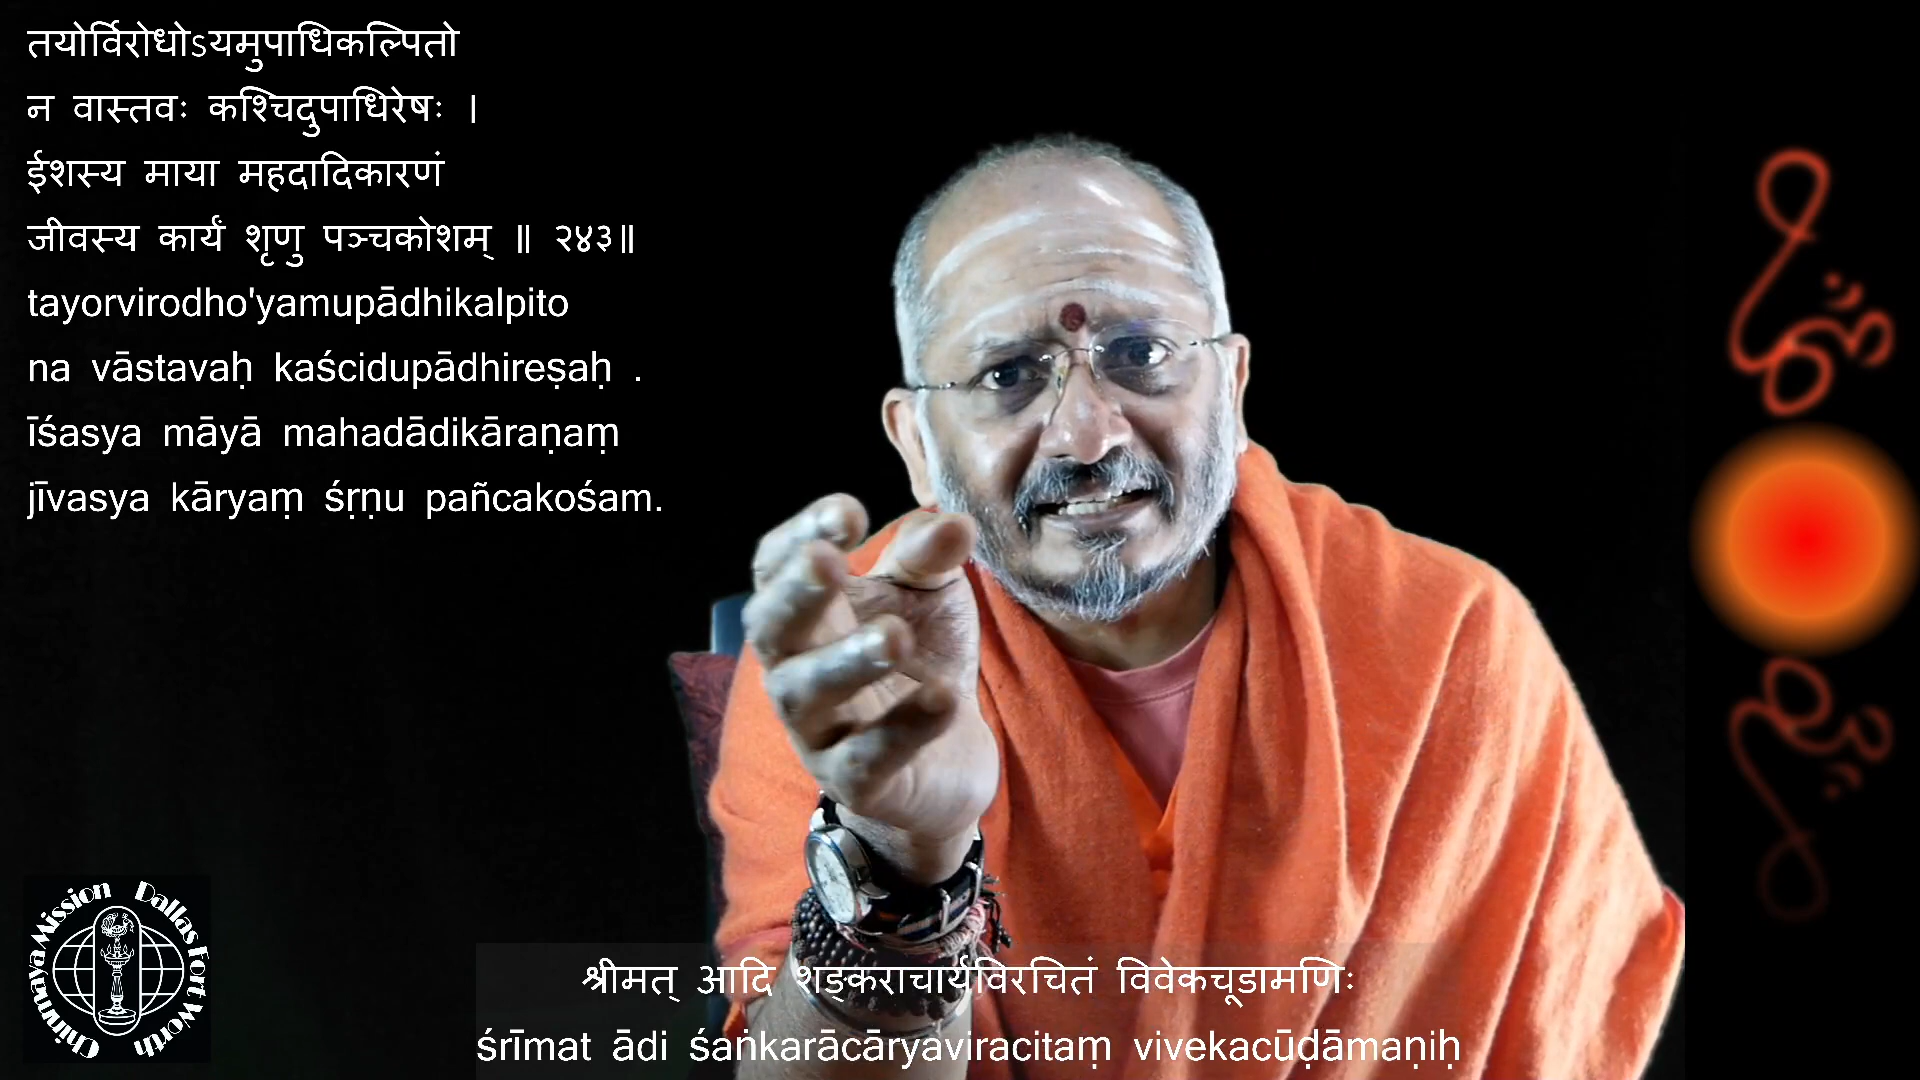 तयोर्विरोधोऽयमुपाधिकल्पितो
न वास्तवः कश्चिदुपाधिरेषः ।
ईशस्य माया महदादिकारणं
जीवस्य कार्यं शृणु पञ्चकोशम् ॥ २४३॥
tayorvirodho'yamupādhikalpito
na vāstavaḥ kaścidupādhireṣaḥ .
īśasya māyā mahadādikāraṇaṃ
jīvasya kāryaṃ śṛṇu pañcakośam.
Chinmaya Mission Dallas Fort Worth
श्रीमत् आदि शङ्कराचार्यविरचितं विवेकचूडामणिः
śrīmat ādi śaṅkarācāryaviracitaṃ vivekacūḍāmaṇiḥ